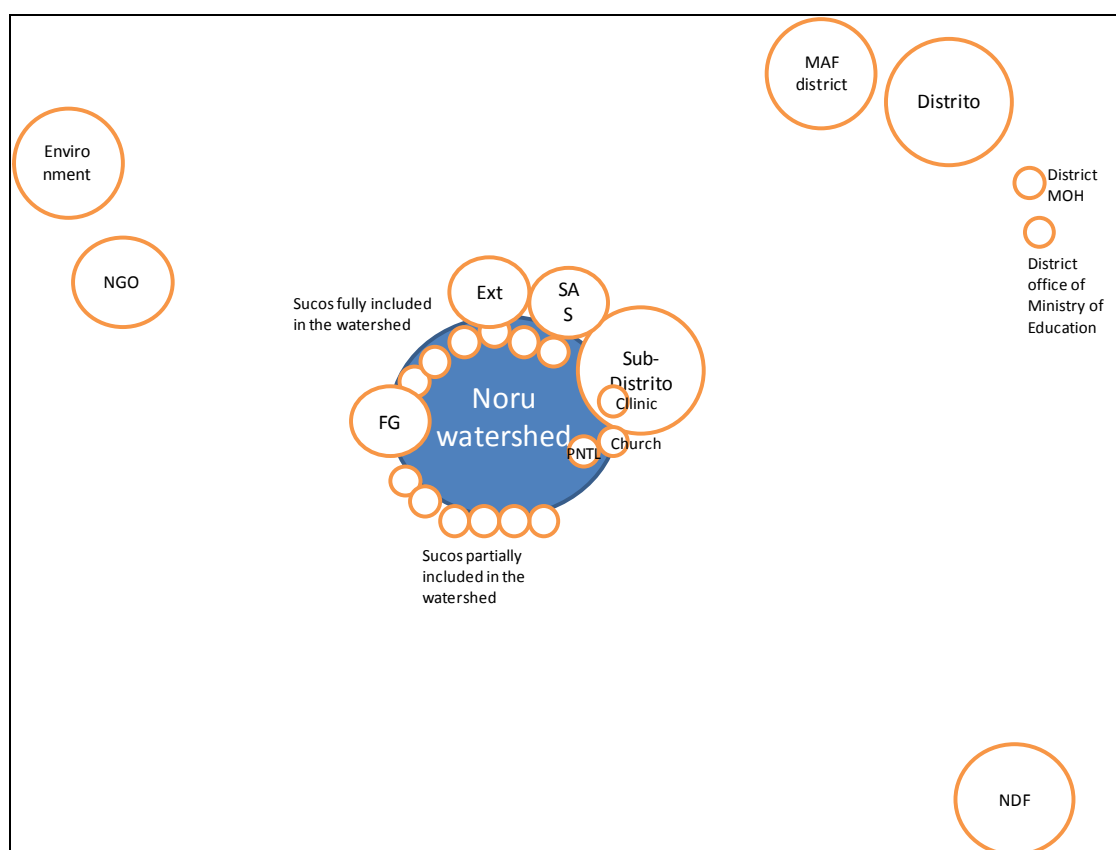 MAF
district
Distrito
Enviro
nment
District
MOH
NGO
District
office of
Ministry of
Education
Sucos fully included
in the watershed
Ext
SA
S
Sub-
Distrito
Cllinic
Noru
watershed
FG
Church
PNTL
Sucos partially
included in the
watershed
NDF